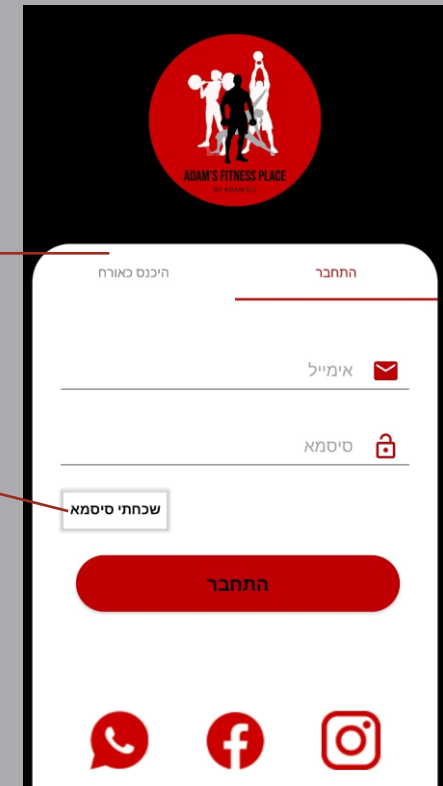 ADAM'S FITNESS PLACE
BY ADAM ELI
התחבר
היכנס כאורח
אימייל
סיסמא
שכחתי סיסמא
התחבר